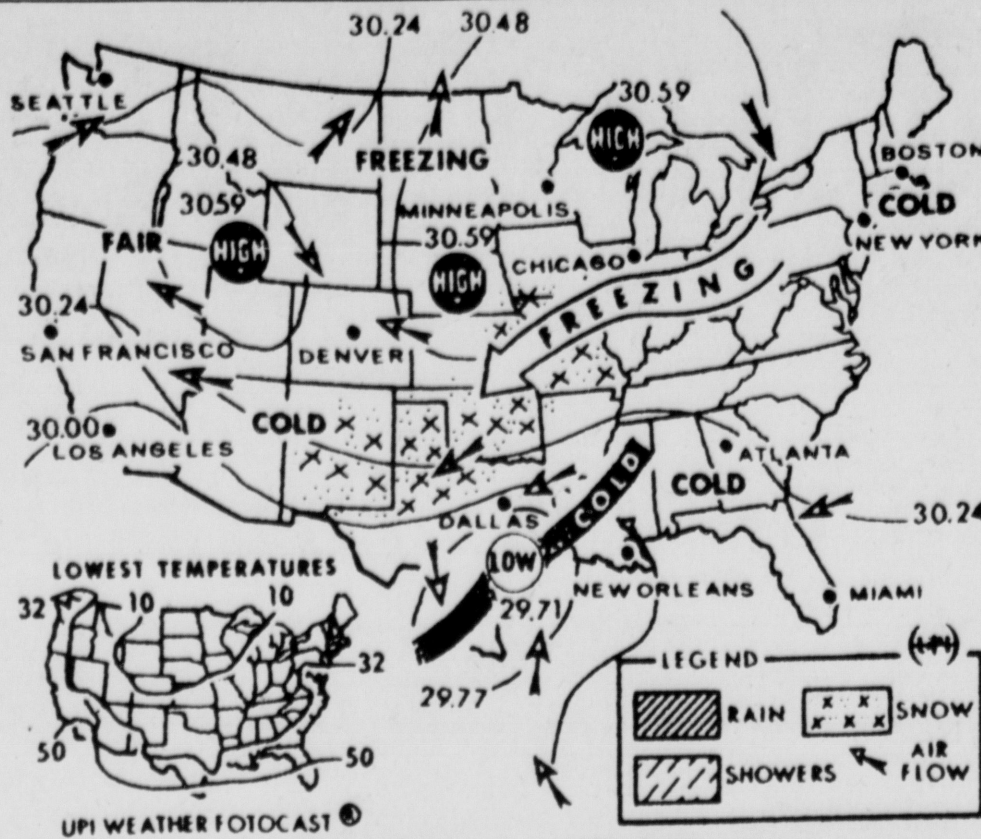 30.24 30.48
SEATTLE
30.59
HIGH
30.48
FREEZING
BOSTON
3059
MINNEAPOLIS
COLD
FAIR
HIGH
30.59
NEW YORK
HIGH
CHICAGO
FREEZING
30.24
SAN FRANCISCO
DENVER
COLD
30.00
LOS ANGELES
ATLANTA
COLD
COLD
DALLAS
30.24
LOW
NEW ORLEANS
MIAMI
29.71
29.77
LOWEST TEMPERATURES
32 10 10
32
50 50
UPI WEATHER FOTOCAST ®
(UPI)
LEGEND
RAIN
SNOW
SHOWERS
AIR
FLOW